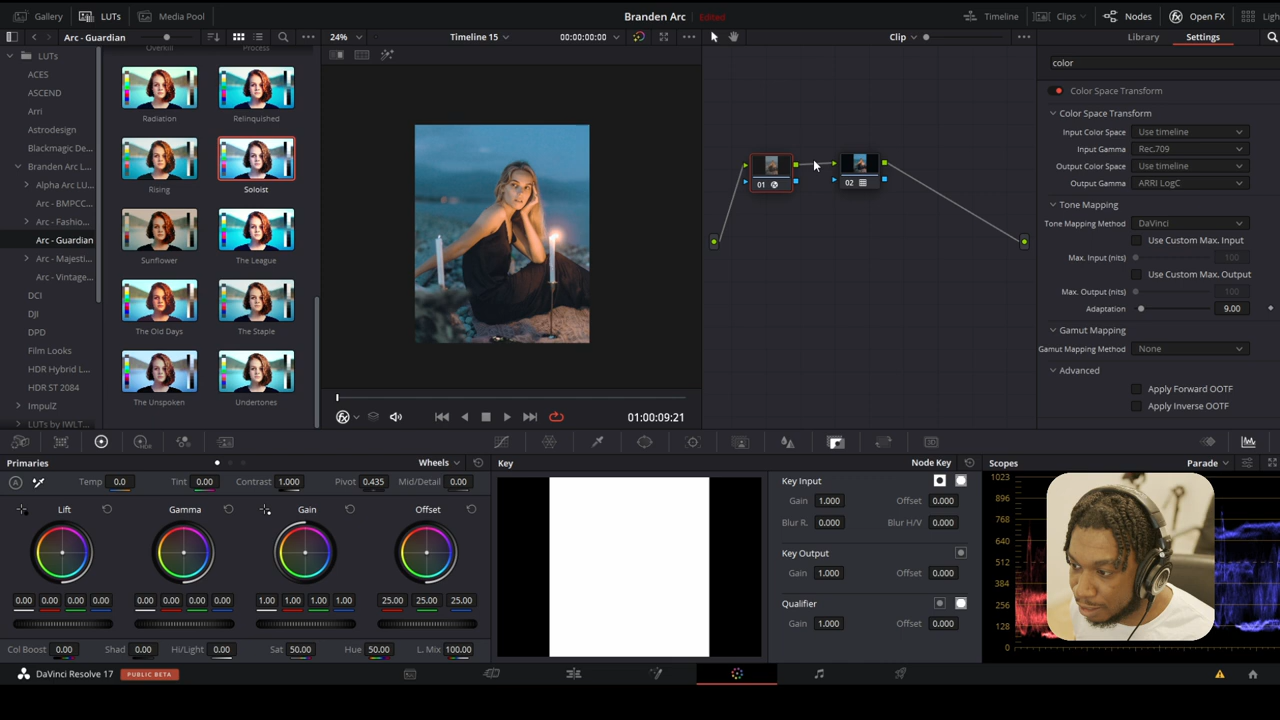 Gallery LUTs Media Pool Branden Arc Edited Timeline Clips Nodes Open FX Ligh
Arc - Guardian 24% Timeline 15 00:00:00:00 Clip Library Settings
LUTs
ACES
ASCEND
Arri
Astrodesign
Blackmagic De...
Branden Arc L...
Alpha Arc LU...
Arc - BMPCC...
Arc - Fashio...
Arc - Guardian
Arc - Majesti...
Arc - Vintage...
DCI
DJI
DPD
Film Looks
HDR Hybrid L...
HDR ST 2084
ImpulZ
LUTs by IWLT...
Overkill Process
Radiation Relinquished
Rising Soloist
Sunflower The League
The Old Days The Staple
The Unspoken Undertones
01:00:09:21
01 02
color
Color Space Transform
Color Space Transform
Input Color Space Use timeline
Input Gamma Rec.709
Output Color Space Use timeline
Output Gamma ARRI LogC
Tone Mapping
Tone Mapping Method DaVinci
Use Custom Max. Input
Max. Input (nits) 100
Use Custom Max. Output
Max. Output (nits) 100
Adaptation 9.00
Gamut Mapping
Gamut Mapping Method None
Advanced
Apply Forward OOTF
Apply Inverse OOTF
Primaries Wheels
A Temp 0.0 Tint 0.00 Contrast 1.000 Pivot 0.435 Mid/Detail 0.00
Lift Gamma Gain Offset
0.00 0.00 0.00 0.00 0.00 0.00 0.00 0.00 1.00 1.00 1.00 1.00 25.00 25.00 25.00
Col Boost 0.00 Shad 0.00 Hi/Light 0.00 Sat 50.00 Hue 50.00 L. Mix 100.00
Key Node Key
Key Input
Gain 1.000 Offset 0.000
Blur R. 0.000 Blur H/V 0.000
Key Output
Gain 1.000 Offset 0.000
Qualifier
Gain 1.000 Offset 0.000
Scopes Parade
1023
896
768
640
512
384
256
128
0
DaVinci Resolve 17 PUBLIC BETA